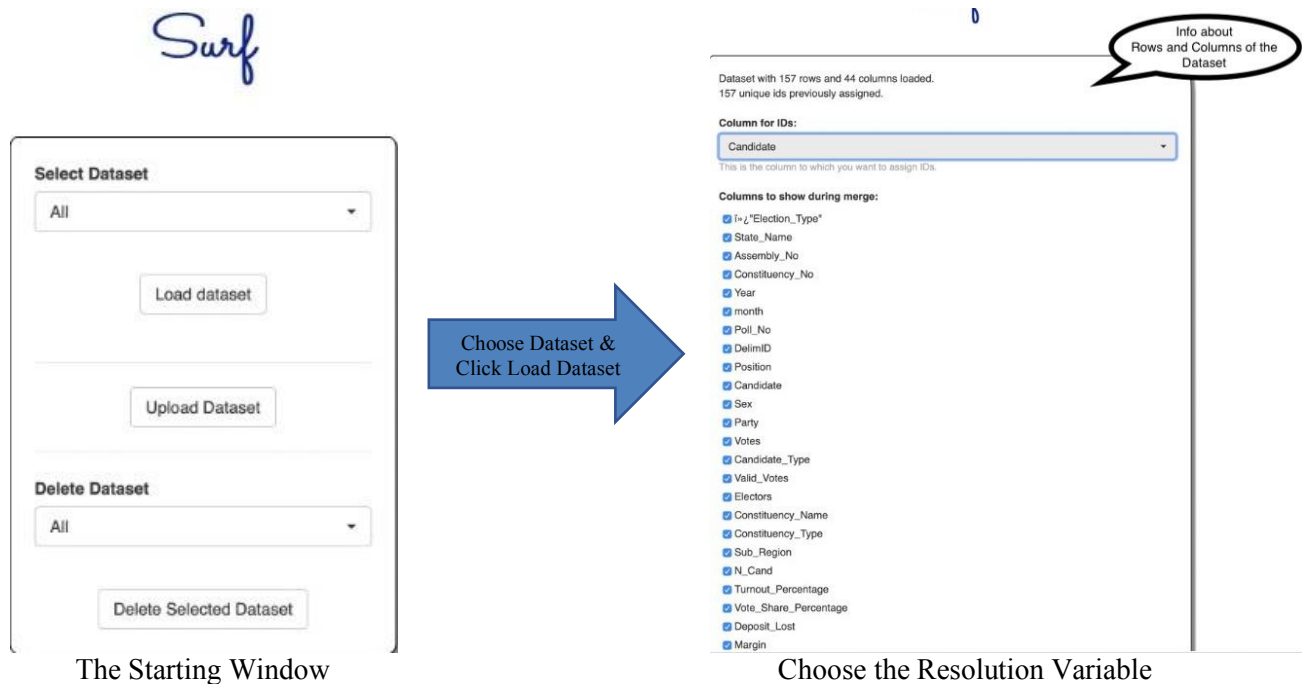 Surf
Select Dataset
All
Load dataset
Upload Dataset
Delete Dataset
All
Delete Selected Dataset
The Starting Window
Choose Dataset &
Click Load Dataset
Info about
Rows and Columns of the
Dataset
Dataset with 157 rows and 44 columns loaded.
157 unique ids previously assigned.
Column for IDs:
Candidate
This is the column to which you want to assign IDs.
Columns to show during merge:
ï»¿"Election_Type"
State_Name
Assembly_No
Constituency_No
Year
month
Poll_No
DelimID
Position
Candidate
Sex
Party
Votes
Candidate_Type
Valid_Votes
Electors
Constituency_Name
Constituency_Type
Sub_Region
N_Cand
Turnout_Percentage
Vote_Share_Percentage
Deposit_Lost
Margin
Choose the Resolution Variable